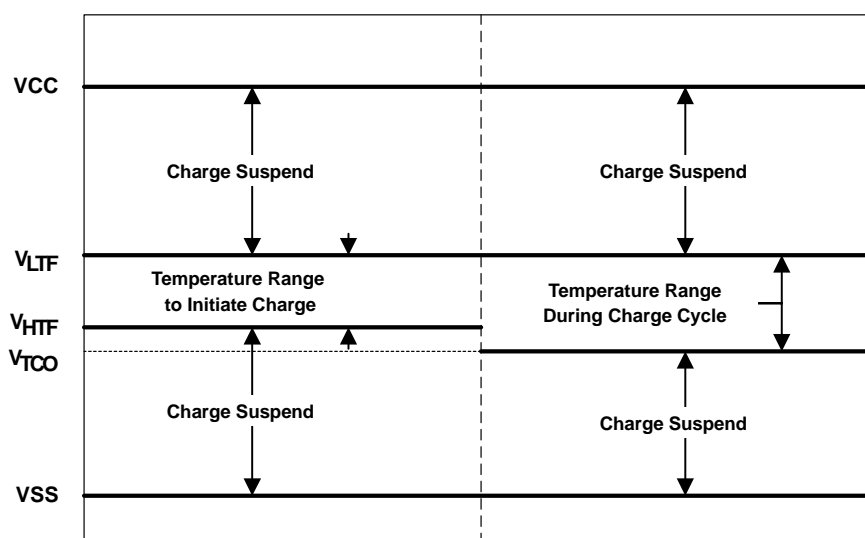 VCC
Charge Suspend
Charge Suspend
VLTF
Temperature Range
to Initiate Charge
Temperature Range
During Charge Cycle
VHTF
VTCO
Charge Suspend
Charge Suspend
VSS